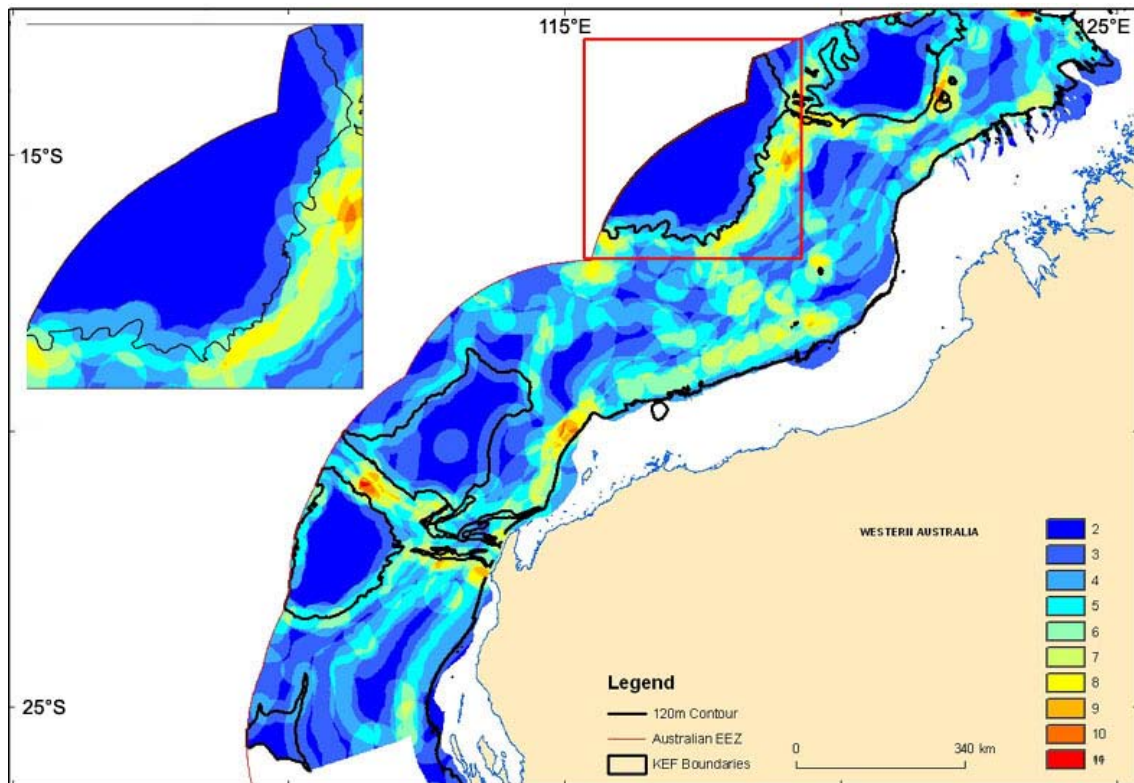 115°E
125°E
15°S
25°S
WESTERN AUSTRALIA
2
3
4
5
6
7
8
9
10
Legend
120m Contour
Australian EEZ
KEF Boundaries
0
340 km